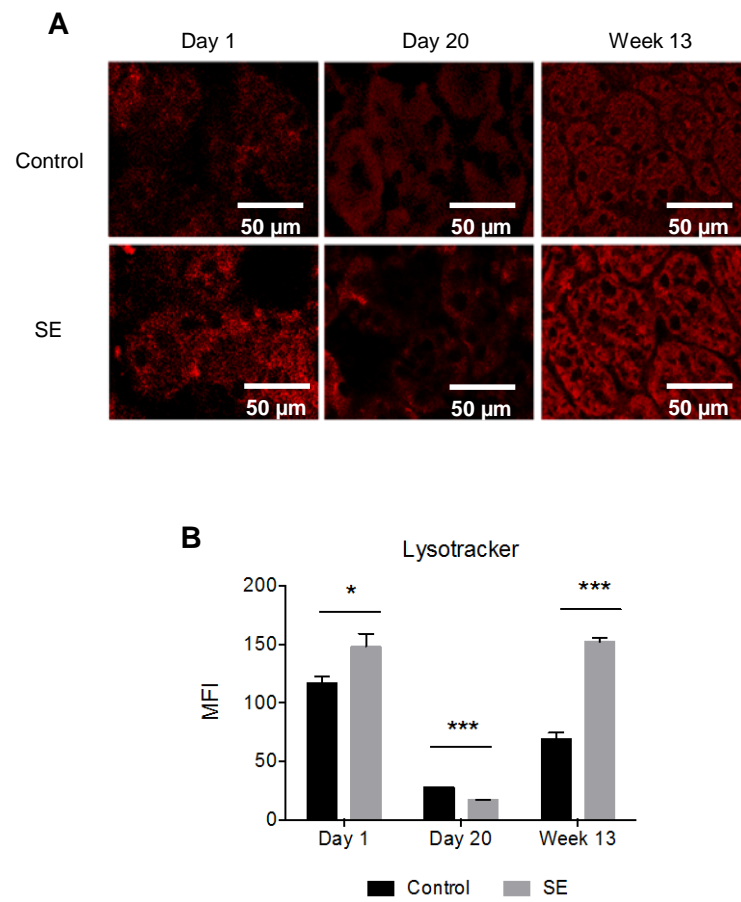 A
Day 1 Day 20 Week 13
Control
50 µm 50 µm 50 µm
SE
50 µm 50 µm 50 µm
B
Lysotracker
200
150
100
50
0
MFI
* *** ***
Day 1 Day 20 Week 13
Control SE